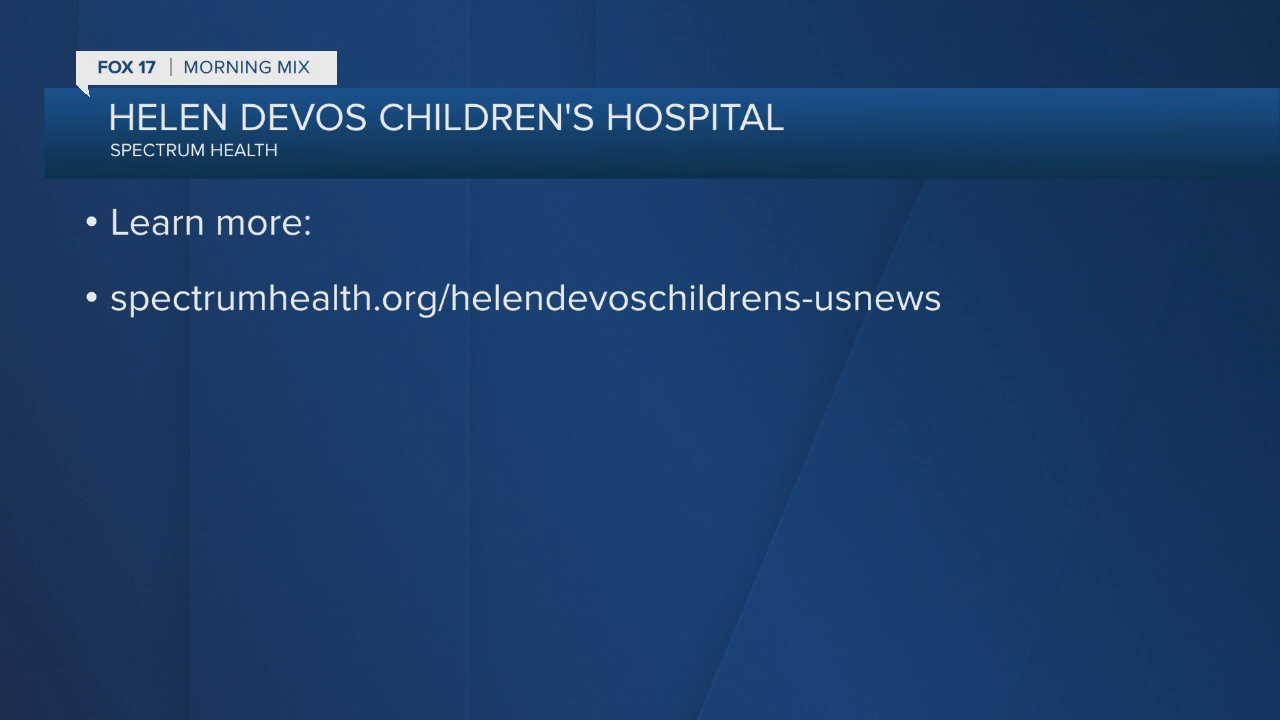 FOX 17 | MORNING MIX
HELEN DEVOS CHILDREN'S HOSPITAL
SPECTRUM HEALTH
• Learn more:
• spectrumhealth.org/helendevoschildrens-usnews